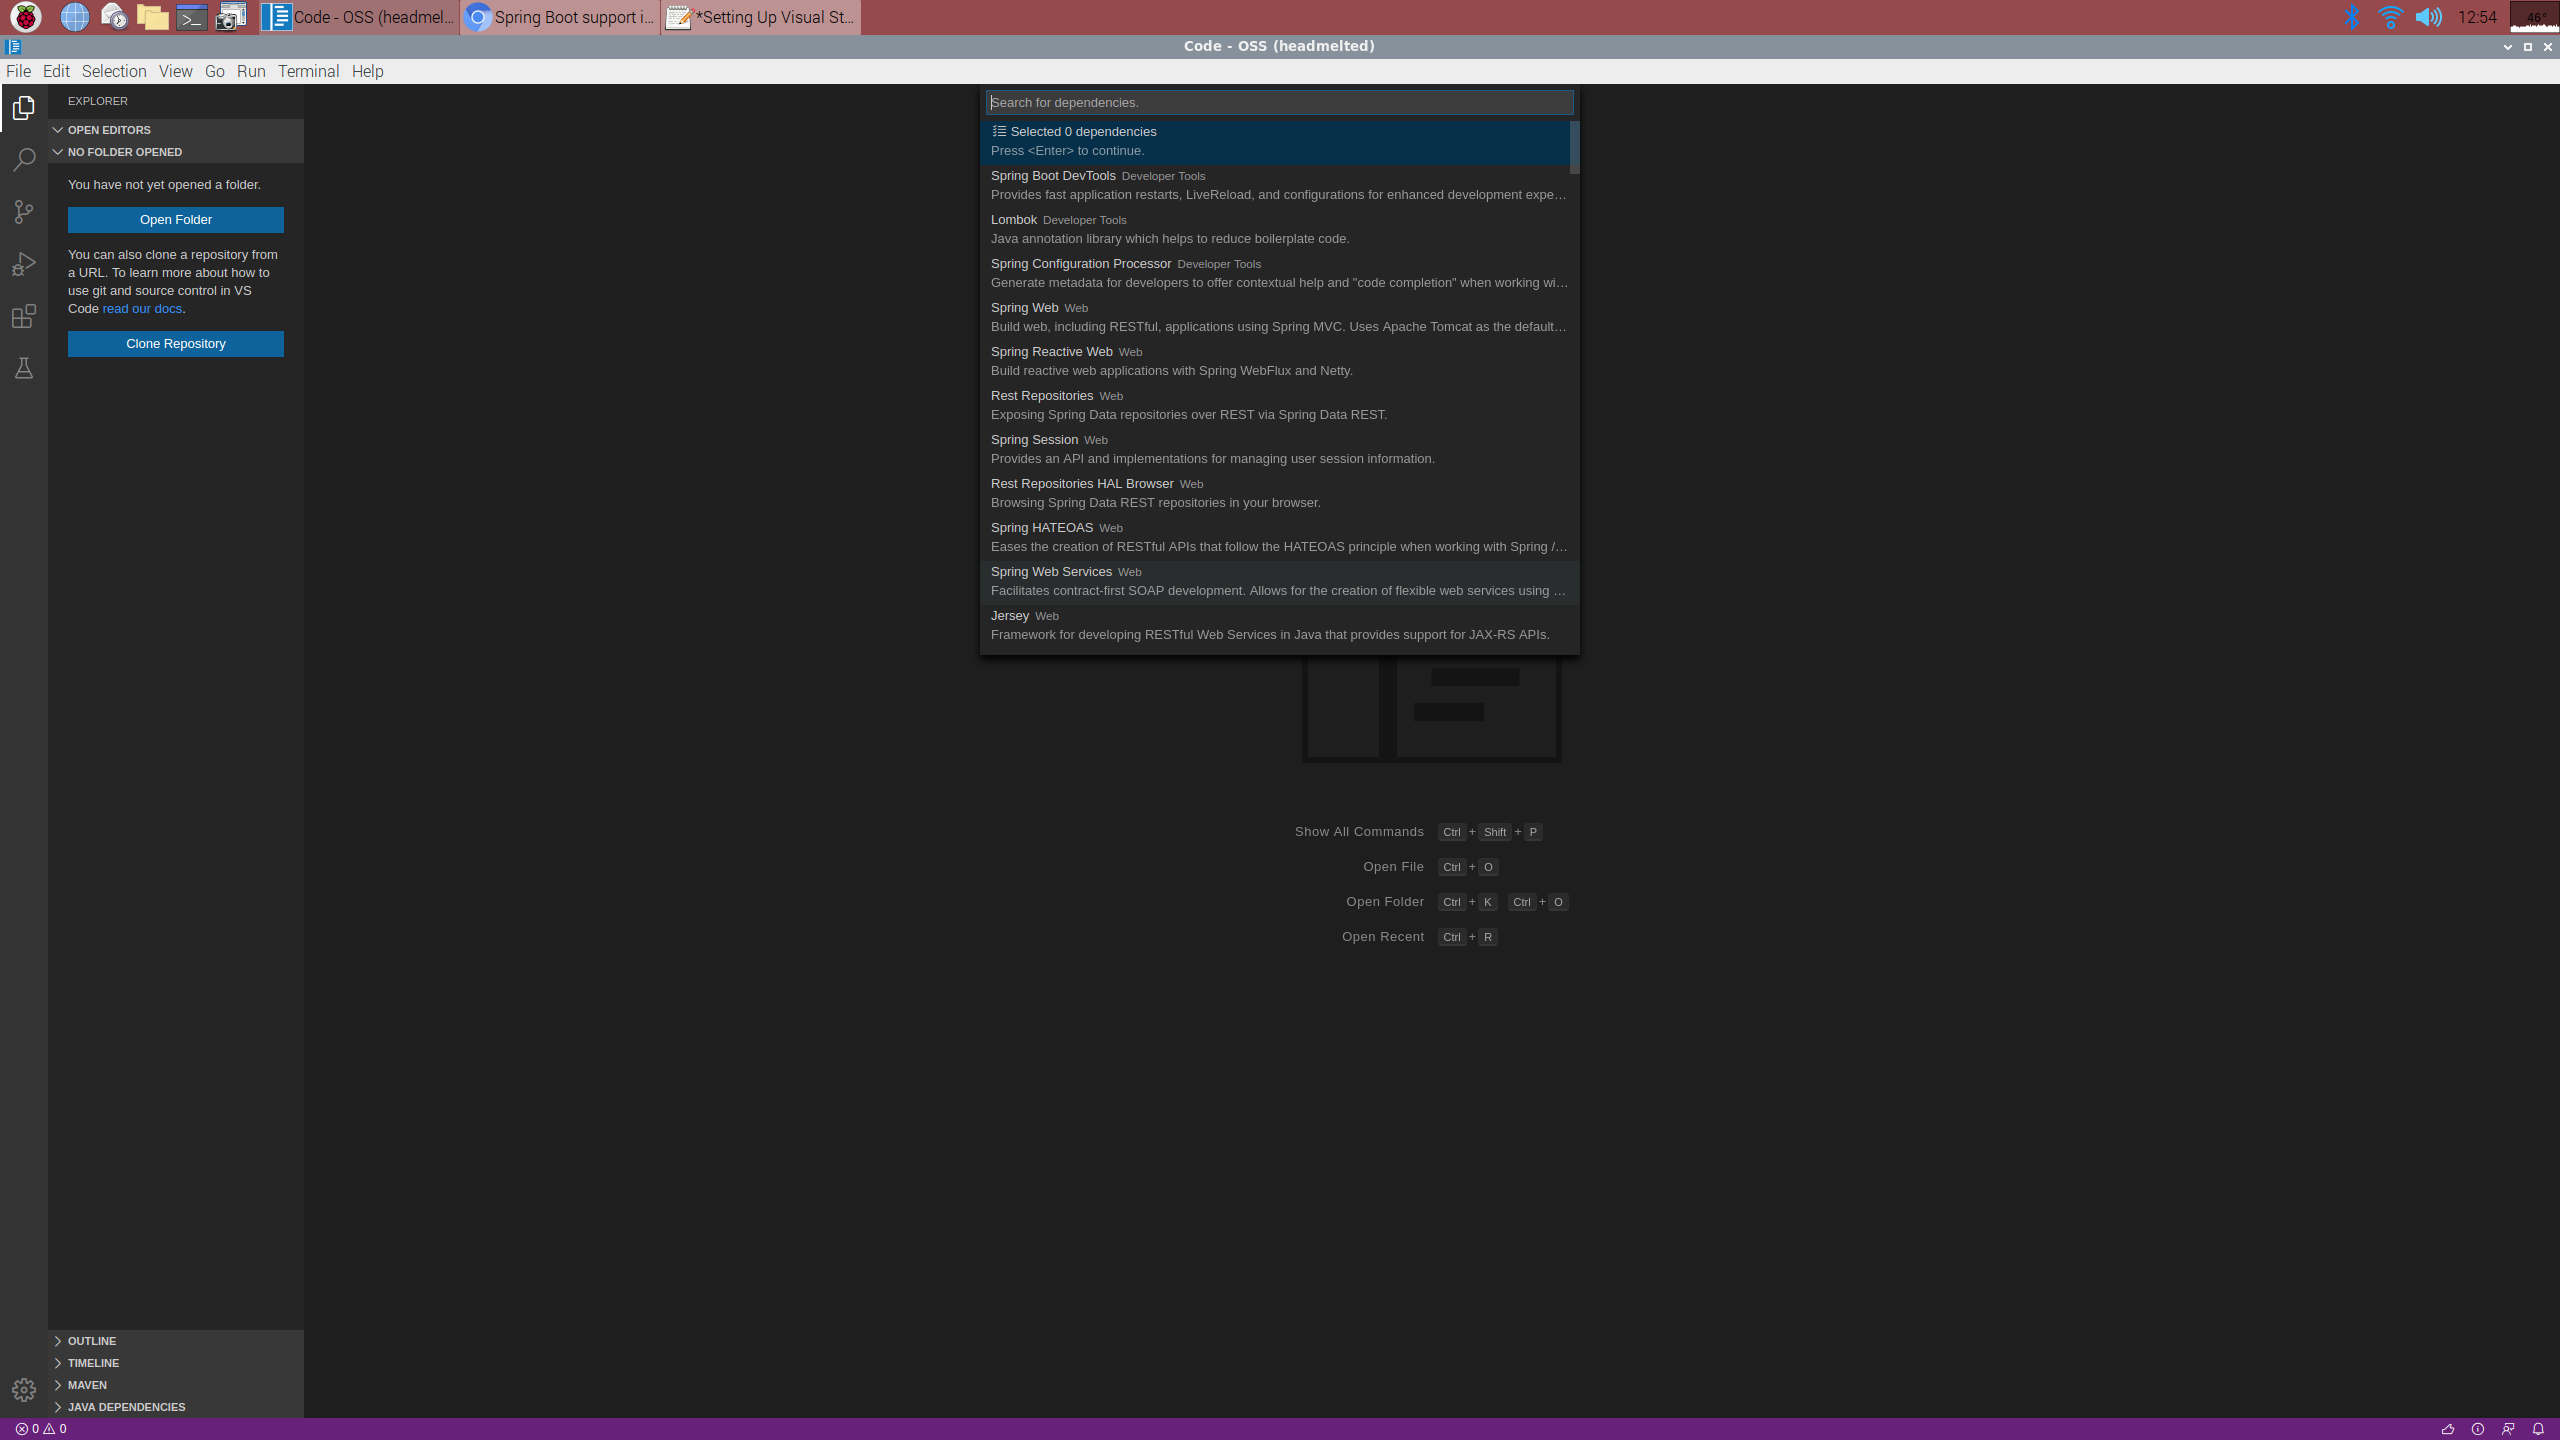 Code - OSS (headmel...
Spring Boot support i...
*Setting Up Visual St...
12:54
46°
Code - OSS (headmelted)
File Edit Selection View Go Run Terminal Help
EXPLORER
OPEN EDITORS
NO FOLDER OPENED
You have not yet opened a folder.
Open Folder
You can also clone a repository from
a URL. To learn more about how to
use git and source control in VS
Code read our docs.
Clone Repository
OUTLINE
TIMELINE
MAVEN
JAVA DEPENDENCIES
Search for dependencies.
Selected 0 dependencies
Press <Enter> to continue.
Spring Boot DevTools Developer Tools
Provides fast application restarts, LiveReload, and configurations for enhanced development expe...
Lombok Developer Tools
Java annotation library which helps to reduce boilerplate code.
Spring Configuration Processor Developer Tools
Generate metadata for developers to offer contextual help and "code completion" when working wi...
Spring Web Web
Build web, including RESTful, applications using Spring MVC. Uses Apache Tomcat as the default...
Spring Reactive Web Web
Build reactive web applications with Spring WebFlux and Netty.
Rest Repositories Web
Exposing Spring Data repositories over REST via Spring Data REST.
Spring Session Web
Provides an API and implementations for managing user session information.
Rest Repositories HAL Browser Web
Browsing Spring Data REST repositories in your browser.
Spring HATEOAS Web
Eases the creation of RESTful APIs that follow the HATEOAS principle when working with Spring /...
Spring Web Services Web
Facilitates contract-first SOAP development. Allows for the creation of flexible web services using ...
Jersey Web
Framework for developing RESTful Web Services in Java that provides support for JAX-RS APIs.
Show All Commands Ctrl + Shift + P
Open File Ctrl + O
Open Folder Ctrl + K Ctrl + O
Open Recent Ctrl + R
0 0